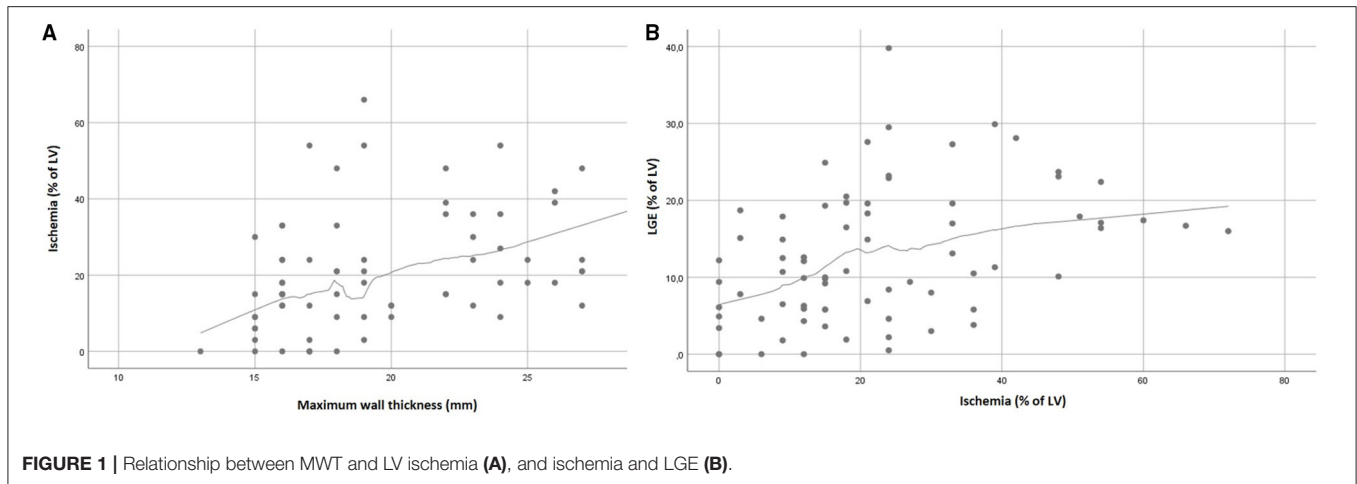 A
B
80
60
40
20
0
Ischemia (% of LV)
10
15
20
25
Maximum wall thickness (mm)
40,0
30,0
20,0
10,0
,0
LGE (% of LV)
0
20
40
60
80
Ischemia (% of LV)
FIGURE 1 | Relationship between MWT and LV ischemia (A), and ischemia and LGE (B).